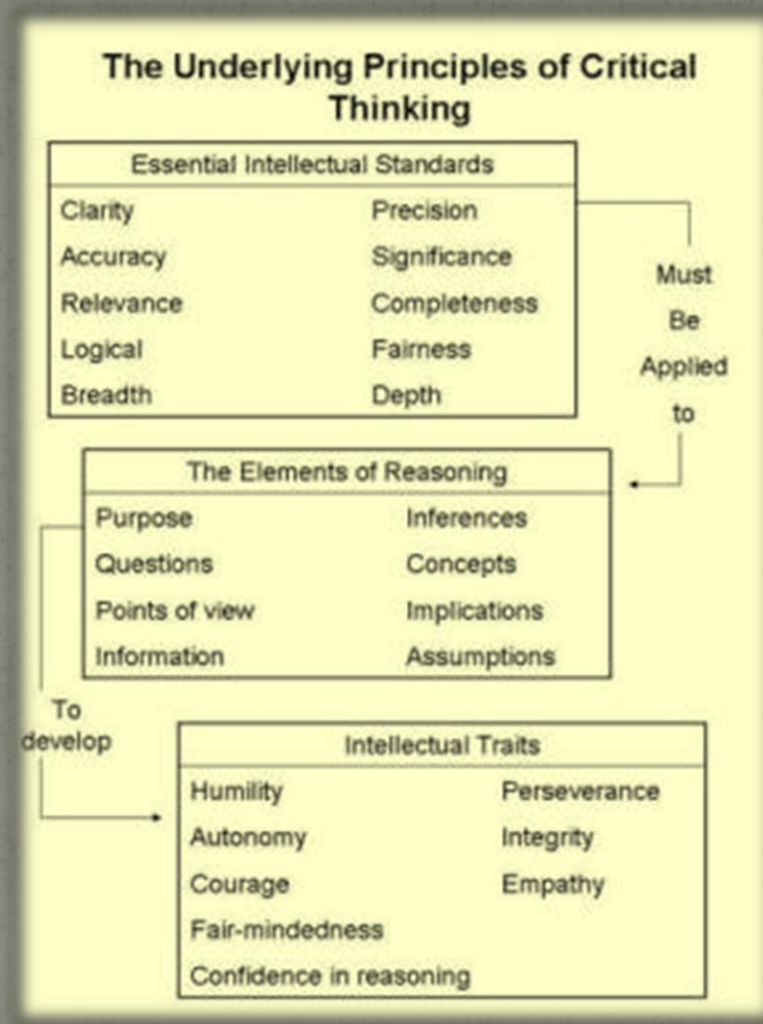 The Underlying Principles of Critical
Thinking
Essential Intellectual Standards
Clarity Precision
Accuracy Significance
Relevance Completeness
Logical Fairness
Breadth Depth
Must
Be
Applied
to
The Elements of Reasoning
Purpose Inferences
Questions Concepts
Points of view Implications
Information Assumptions
To
develop
Intellectual Traits
Humility Perseverance
Autonomy Integrity
Courage Empathy
Fair-mindedness
Confidence in reasoning